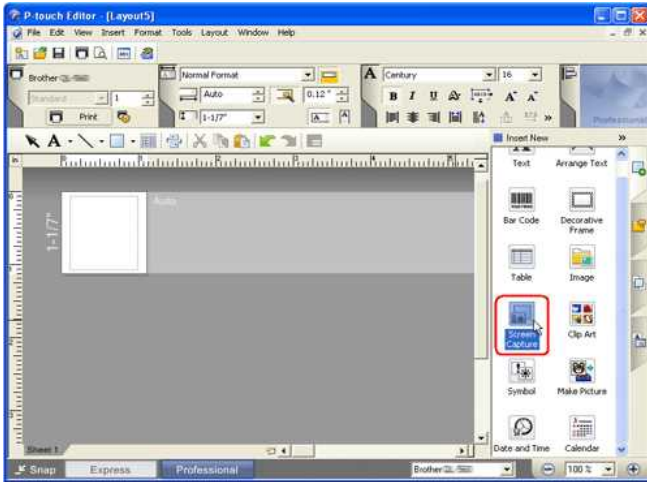 P-touch Editor - [Layout5]
File Edit View Insert Format Tools Layout Window Help
Brother
Standard 1
Print
Normal Format
Auto 0.12"
1-1/7"
A Century 16
B I U
Professional
Insert New
Text Arrange Text
Bar Code Decorative Frame
Table Image
Screen Capture Clip Art
Symbol Make Picture
Date and Time Calendar
in
1-1/7"
Auto
Sheet 1
Snap Express Professional
Brother 100 %